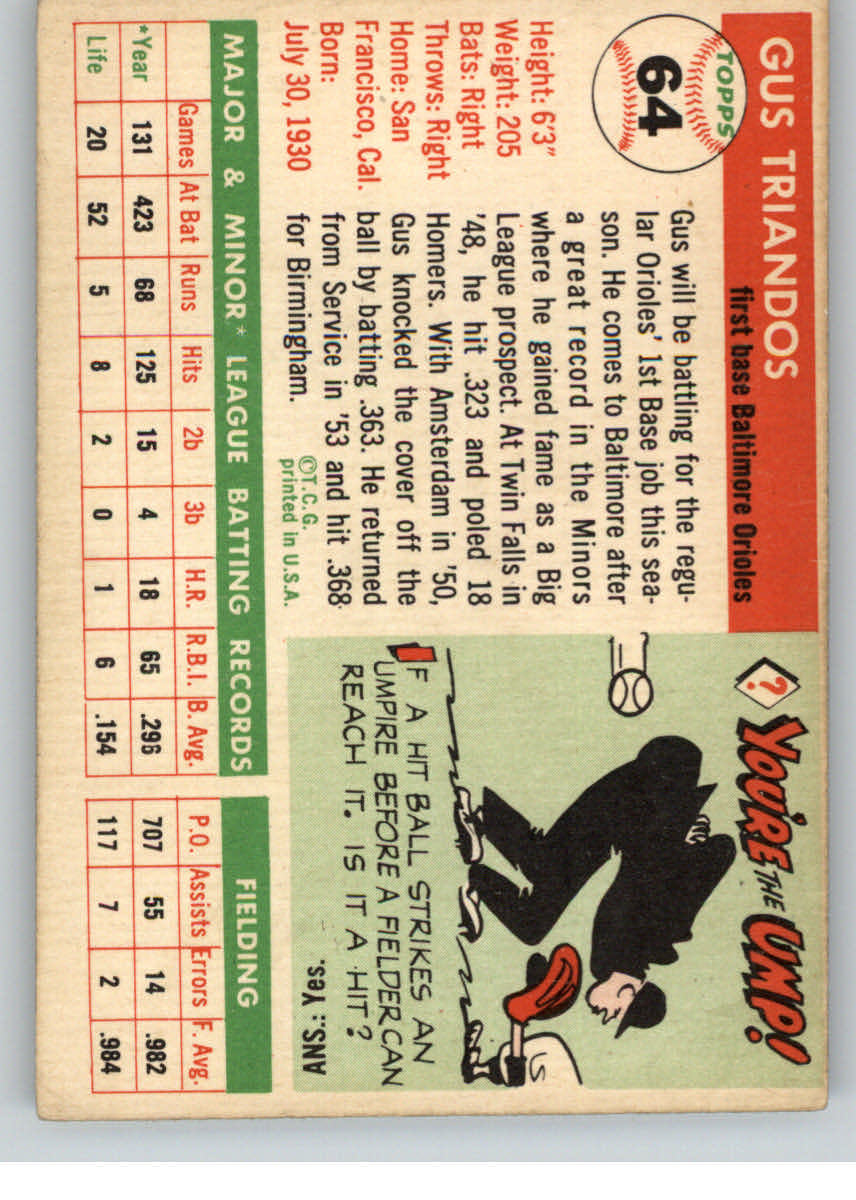 TOPPS
64
GUS TRIANDOS
first base Baltimore Orioles
Height: 6'3"
Weight: 205
Bats: Right
Throws: Right
Home: San
Francisco, Cal.
Born:
July 30, 1930
Gus will be battling for the regu-
lar Orioles' 1st Base job this sea-
son. He comes to Baltimore after
a great record in the Minors
where he gained fame as a Big
League prospect. At Twin Falls in
'48, he hit .323 and poled 18
Homers. With Amsterdam in '50,
Gus knocked the cover off the
ball by batting .363. He returned
from Service in '53 and hit .368
for Birmingham.
©T.C.G.
printed in U.S.A.
?
YOU'RE THE UMP!
US
IF A HIT BALL STRIKES AN
UMPIRE BEFORE A FIELDER CAN
REACH IT. IS IT A HIT?
ANS.: Yes.
MAJOR & MINOR* LEAGUE BATTING RECORDS
Games At Bat Runs Hits 2b 3b H.R. R.B.I. B. Avg.
*Year 131 423 68 125 15 4 18 65 .296
Life 20 52 5 8 2 0 1 6 .154
FIELDING
P.O. Assists Errors F. Avg.
707 55 14 .982
117 7 2 .984